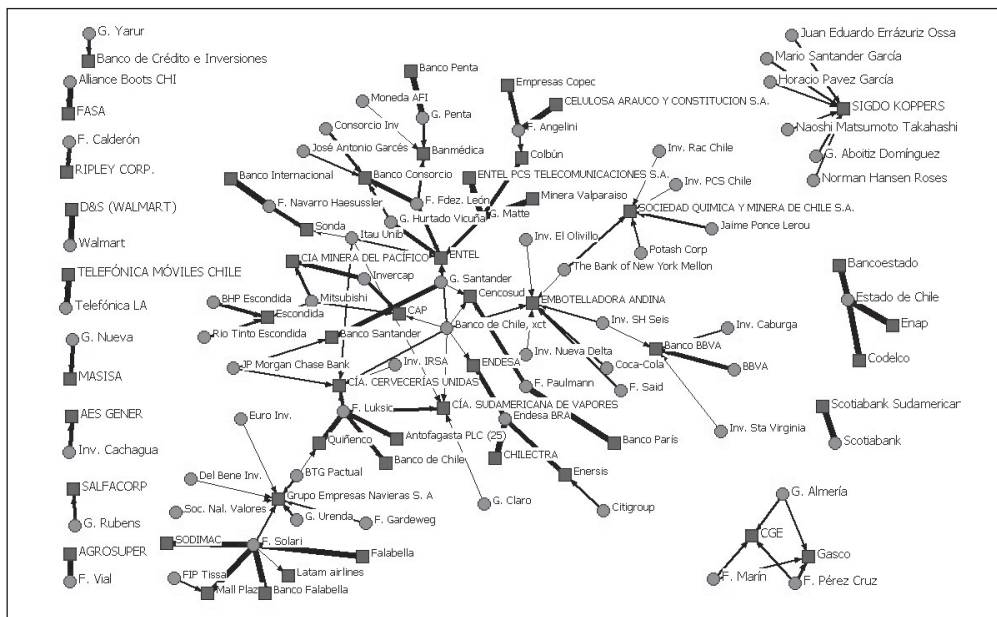 G. Yarur
Banco de Crédito e Inversiones
Alliance Boots CHI
FASA
F. Calderón
RIPLEY CORP.
D&S (WALMART)
Walmart
TELEFÓNICA MÓVILES CHILE
Telefónica LA
G. Nueva
MASISA
AES GENER
Inv. Cachagua
SALFACORP
G. Rubens
AGROSUPER
F. Vial
Banco Penta
Moneda AFI
G. Penta
Consorcio Inv
José Antonio Garcés
Banmédica
Banco Internacional
Banco Consorcio
F. Navarro Haesussler
F. Fdez. León
Sonda
Itau Unib
G. Hurtado Vicuña
Empresas Copec
CELULOSA ARAUCO Y CONSTITUCION S.A.
F. Angelini
Colbún
ENTEL PCS TELECOMUNICACIONES S.A.
Minera Valparaiso
G. Matte
ENTEL
CIA MINERA DEL PACÍFICO
Invercap
G. Santander
BHP Escondida
Mitsubishi
Cencosud
Escondida
CAP
Rio Tinto Escondida
Banco Santander
Banco de Chile, xct
JP Morgan Chase Bank
Inv. IRSA
ENDESA
CÍA. CERVECERÍAS UNIDAS
F. Paulmann
Euro Inv.
F. Luksic
CÍA. SUDAMERICANA DE VAPORES
Endesa BRA
Quiñenco
Antofagasta PLC (25)
Banco París
Banco de Chile
CHILECTRA
Enersis
Del Bene Inv.
BTG Pactual
Grupo Empresas Navieras S. A
Soc. Nal. Valores
G. Urenda
F. Gardeweg
G. Claro
Citigroup
SODIMAC
F. Solari
Falabella
FIP Tissa
Latam airlines
Mall Plaz
Banco Falabella
Inv. Rac Chile
Inv. PCS Chile
SOCIEDAD QUIMICA Y MINERA DE CHILE S.A.
Jaime Ponce Lerou
Potash Corp
Inv. El Olivillo
The Bank of New York Mellon
EMBOTELLADORA ANDINA
Inv. SH Seis
Inv. Caburga
Banco BBVA
Inv. Nueva Delta
Coca-Cola
BBVA
F. Said
Inv. Sta Virginia
Juan Eduardo Errázuriz Ossa
Mario Santander García
Horacio Pavez García
SIGDO KOPPERS
Naoshi Matsumoto Takahashi
G. Aboitiz Domínguez
Norman Hansen Roses
Bancoestado
Estado de Chile
Enap
Codelco
Scotiabank Sudamerican
Scotiabank
G. Almería
CGE
Gasco
F. Marín
F. Pérez Cruz